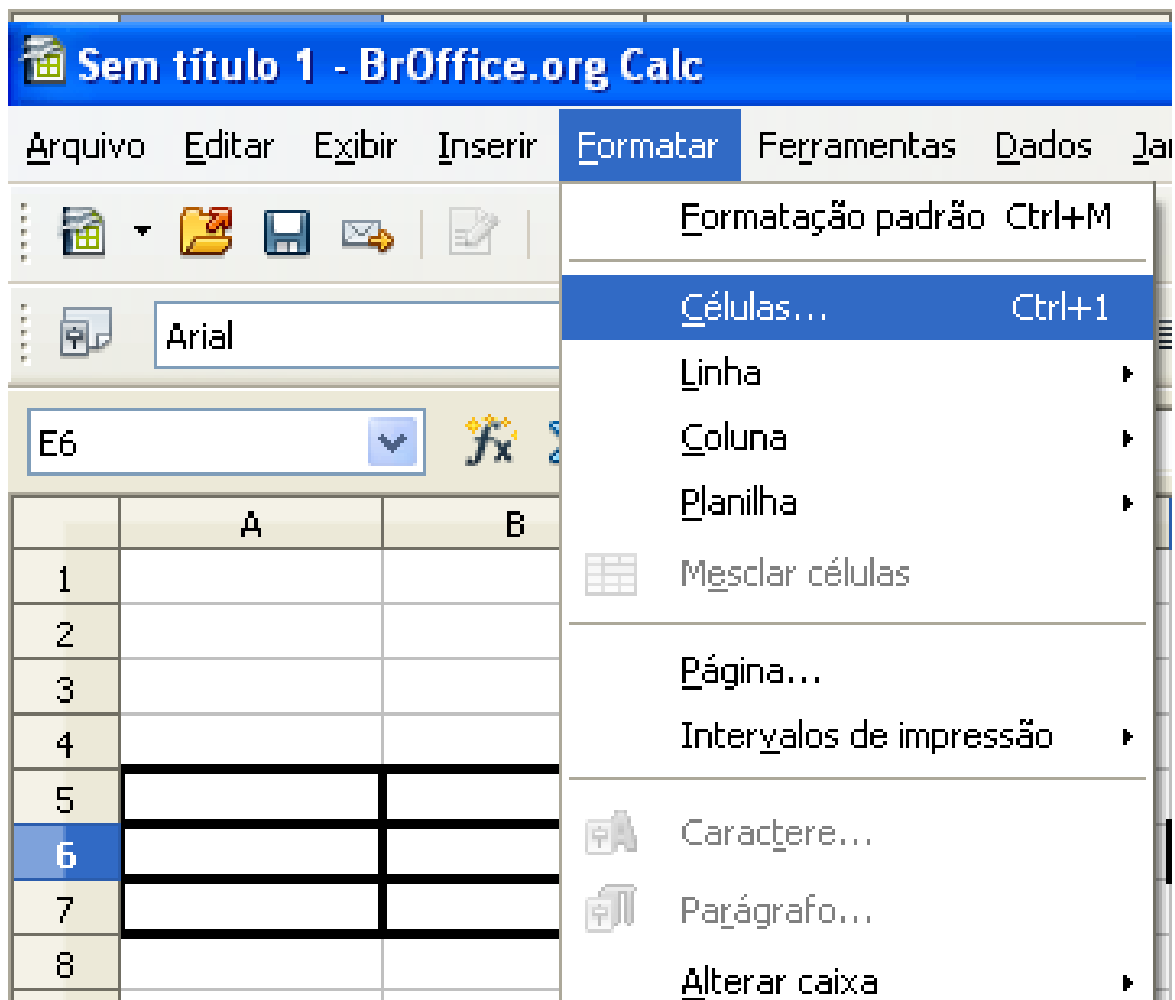 Sem título 1 - BrOffice.org Calc
Arquivo Editar Exibir Inserir Formatar Ferramentas Dados
Formatação padrão Ctrl+M
Células... Ctrl+1
Arial
Linha
E6
Coluna
Planilha
A B
Mesclar células
1
2
Página...
3
Intervalos de impressão
4
5
Caractere...
6
Parágrafo...
7
8
Alterar caixa